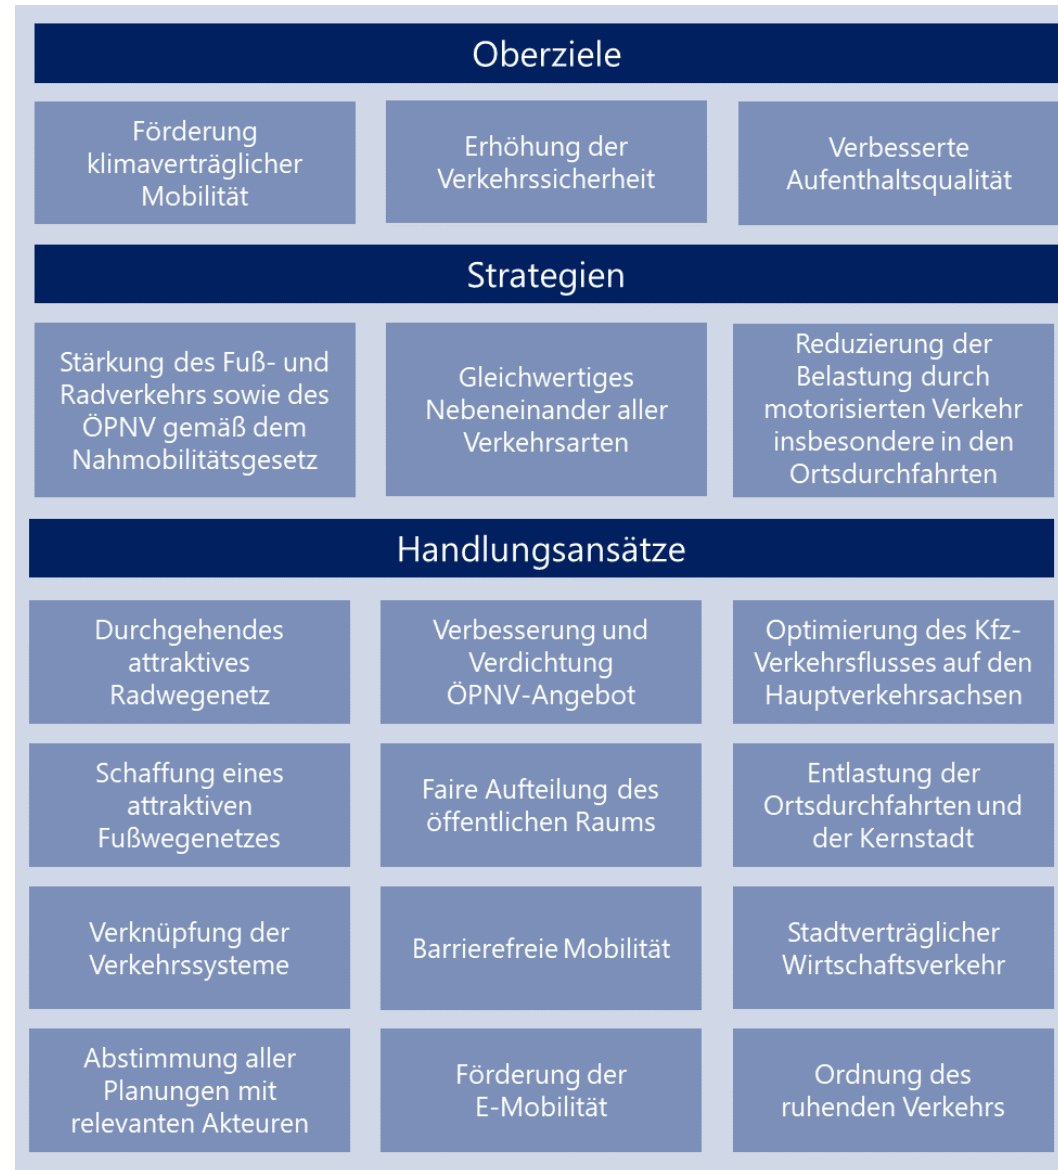 Oberziele
Förderung
klimaverträglicher
Mobilität
Erhöhung der
Verkehrssicherheit
Verbesserte
Aufenthaltsqualität
Strategien
Stärkung des Fuß- und
Radverkehrs sowie des
ÖPNV gemäß dem
Nahmobilitätsgesetz
Gleichwertiges
Nebeneinander aller
Verkehrsarten
Reduzierung der
Belastung durch
motorisierten Verkehr
insbesondere in den
Ortsdurchfahrten
Handlungsansätze
Durchgehendes
attraktives
Radwegenetz
Verbesserung und
Verdichtung
ÖPNV-Angebot
Optimierung des Kfz-
Verkehrsflusses auf den
Hauptverkehrsachsen
Schaffung eines
attraktiven
Fußwegenetzes
Faire Aufteilung des
öffentlichen Raums
Entlastung der
Ortsdurchfahrten und
der Kernstadt
Verknüpfung der
Verkehrssysteme
Barrierefreie Mobilität
Stadtverträglicher
Wirtschaftsverkehr
Abstimmung aller
Planungen mit
relevanten Akteuren
Förderung der
E-Mobilität
Ordnung des
ruhenden Verkehrs